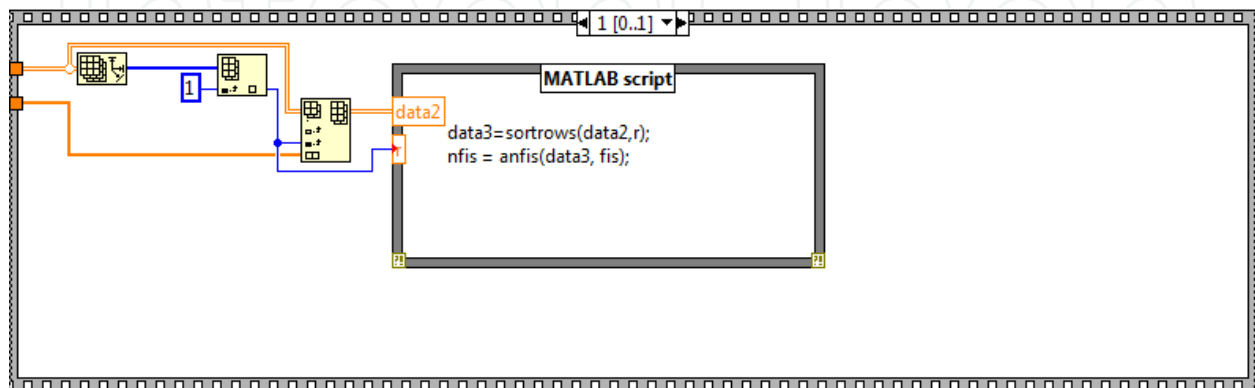 1 [0..1]
MATLAB script
1
data2
data3=sortrows(data2,r);
r
nfis = anfis(data3, fis);